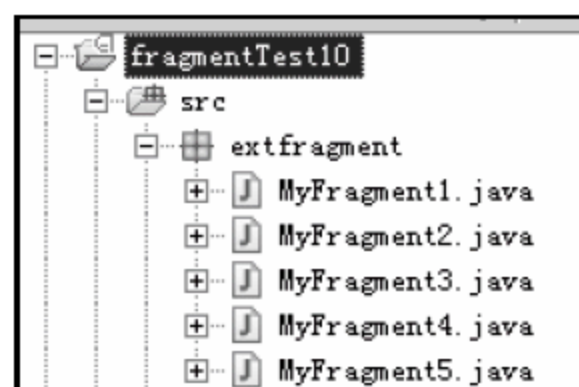 fragmentTest10
src
extfragment
MyFragment1.java
MyFragment2.java
MyFragment3.java
MyFragment4.java
MyFragment5.java